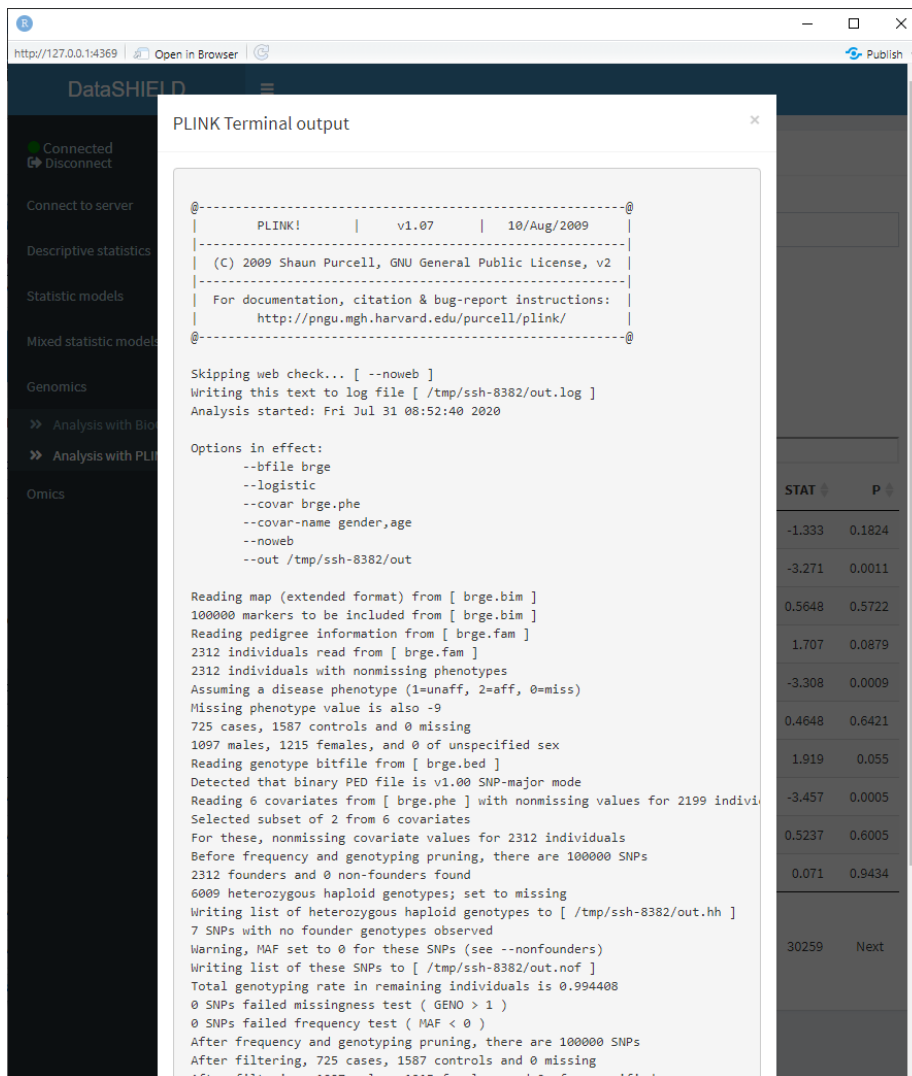 R
http://127.0.0.1:4369 Open in Browser Publish
DataSHIELD
PLINK Terminal output ×
Connected
Disconnect
Connect to server
Descriptive statistics
Statistic models
Mixed statistic models
Genomics
Analysis with
Analysis with
Omics
@----------------------------------------------------------@
| PLINK! | v1.07 | 10/Aug/2009 |
|----------------------------------------------------------|
| (C) 2009 Shaun Purcell, GNU General Public License, v2 |
|----------------------------------------------------------|
| For documentation, citation & bug-report instructions: |
| http://pngu.mgh.harvard.edu/purcell/plink/ |
@----------------------------------------------------------@
Skipping web check... [ --noweb ]
Writing this text to log file [ /tmp/ssh-8382/out.log ]
Analysis started: Fri Jul 31 08:52:40 2020
Options in effect:
--bfile brge
--logistic
--covar brge.phe
--covar-name gender,age
--noweb
--out /tmp/ssh-8382/out
Reading map (extended format) from [ brge.bim ]
100000 markers to be included from [ brge.bim ]
Reading pedigree information from [ brge.fam ]
2312 individuals read from [ brge.fam ]
2312 individuals with nonmissing phenotypes
Assuming a disease phenotype (1=unaff, 2=aff, 0=miss)
Missing phenotype value is also -9
725 cases, 1587 controls and 0 missing
1097 males, 1215 females, and 0 of unspecified sex
Reading genotype bitfile from [ brge.bed ]
Detected that binary PED file is v1.00 SNP-major mode
Reading 6 covariates from [ brge.phe ] with nonmissing values for 2199 indivi
Selected subset of 2 from 6 covariates
For these, nonmissing covariate values for 2312 individuals
Before frequency and genotyping pruning, there are 100000 SNPs
2312 founders and 0 non-founders found
6009 heterozygous haploid genotypes; set to missing
Writing list of heterozygous haploid genotypes to [ /tmp/ssh-8382/out.hh ]
7 SNPs with no founder genotypes observed
Warning, MAF set to 0 for these SNPs (see --nonfounders)
Writing list of these SNPs to [ /tmp/ssh-8382/out.nof ]
Total genotyping rate in remaining individuals is 0.994408
0 SNPs failed missingness test ( GENO > 1 )
0 SNPs failed frequency test ( MAF < 0 )
After frequency and genotyping pruning, there are 100000 SNPs
After filtering, 725 cases, 1587 controls and 0 missing
STAT P
-1.333 0.1824
-3.271 0.0011
0.5648 0.5722
1.707 0.0879
-3.308 0.0009
0.4648 0.6421
1.919 0.055
-3.457 0.0005
0.5237 0.6005
0.071 0.9434
30259 Next